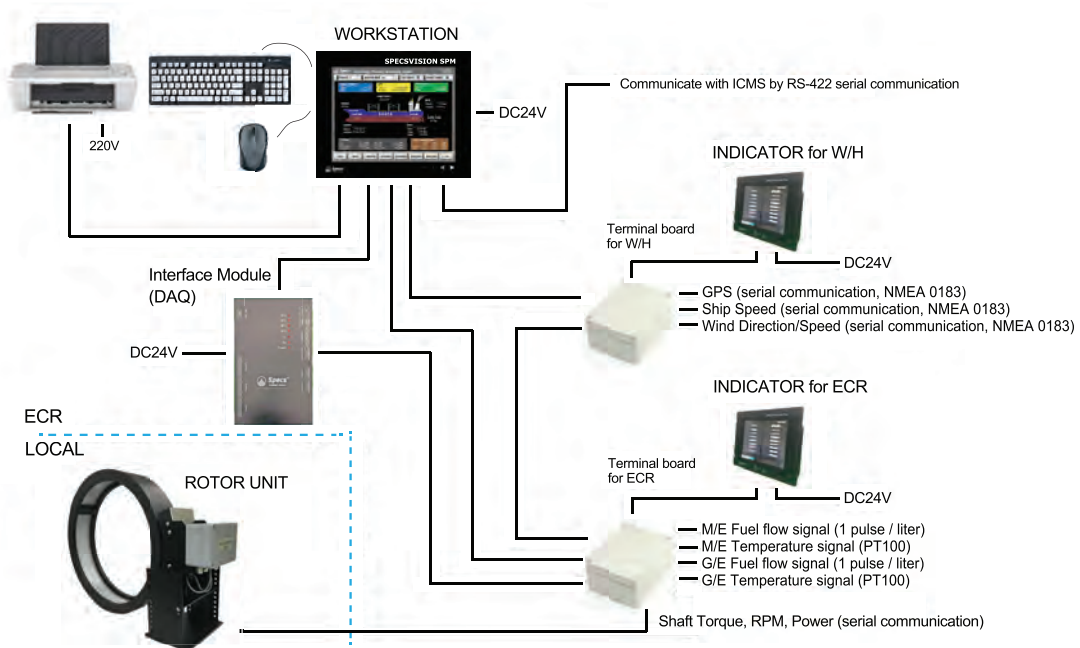 WORKSTATION
SPECSVISION SPM
Communicate with ICMS by RS-422 serial communication
DC24V
220V
INDICATOR for W/H
Terminal board
for W/H
DC24V
Interface Module
(DAQ)
GPS (serial communication, NMEA 0183)
Ship Speed (serial communication, NMEA 0183)
Wind Direction/Speed (serial communication, NMEA 0183)
DC24V
Specs
INDICATOR for ECR
ECR
LOCAL
Terminal board
for ECR
ROTOR UNIT
DC24V
M/E Fuel flow signal (1 pulse / liter)
M/E Temperature signal (PT100)
G/E Fuel flow signal (1 pulse / liter)
G/E Temperature signal (PT100)
Shaft Torque, RPM, Power (serial communication)